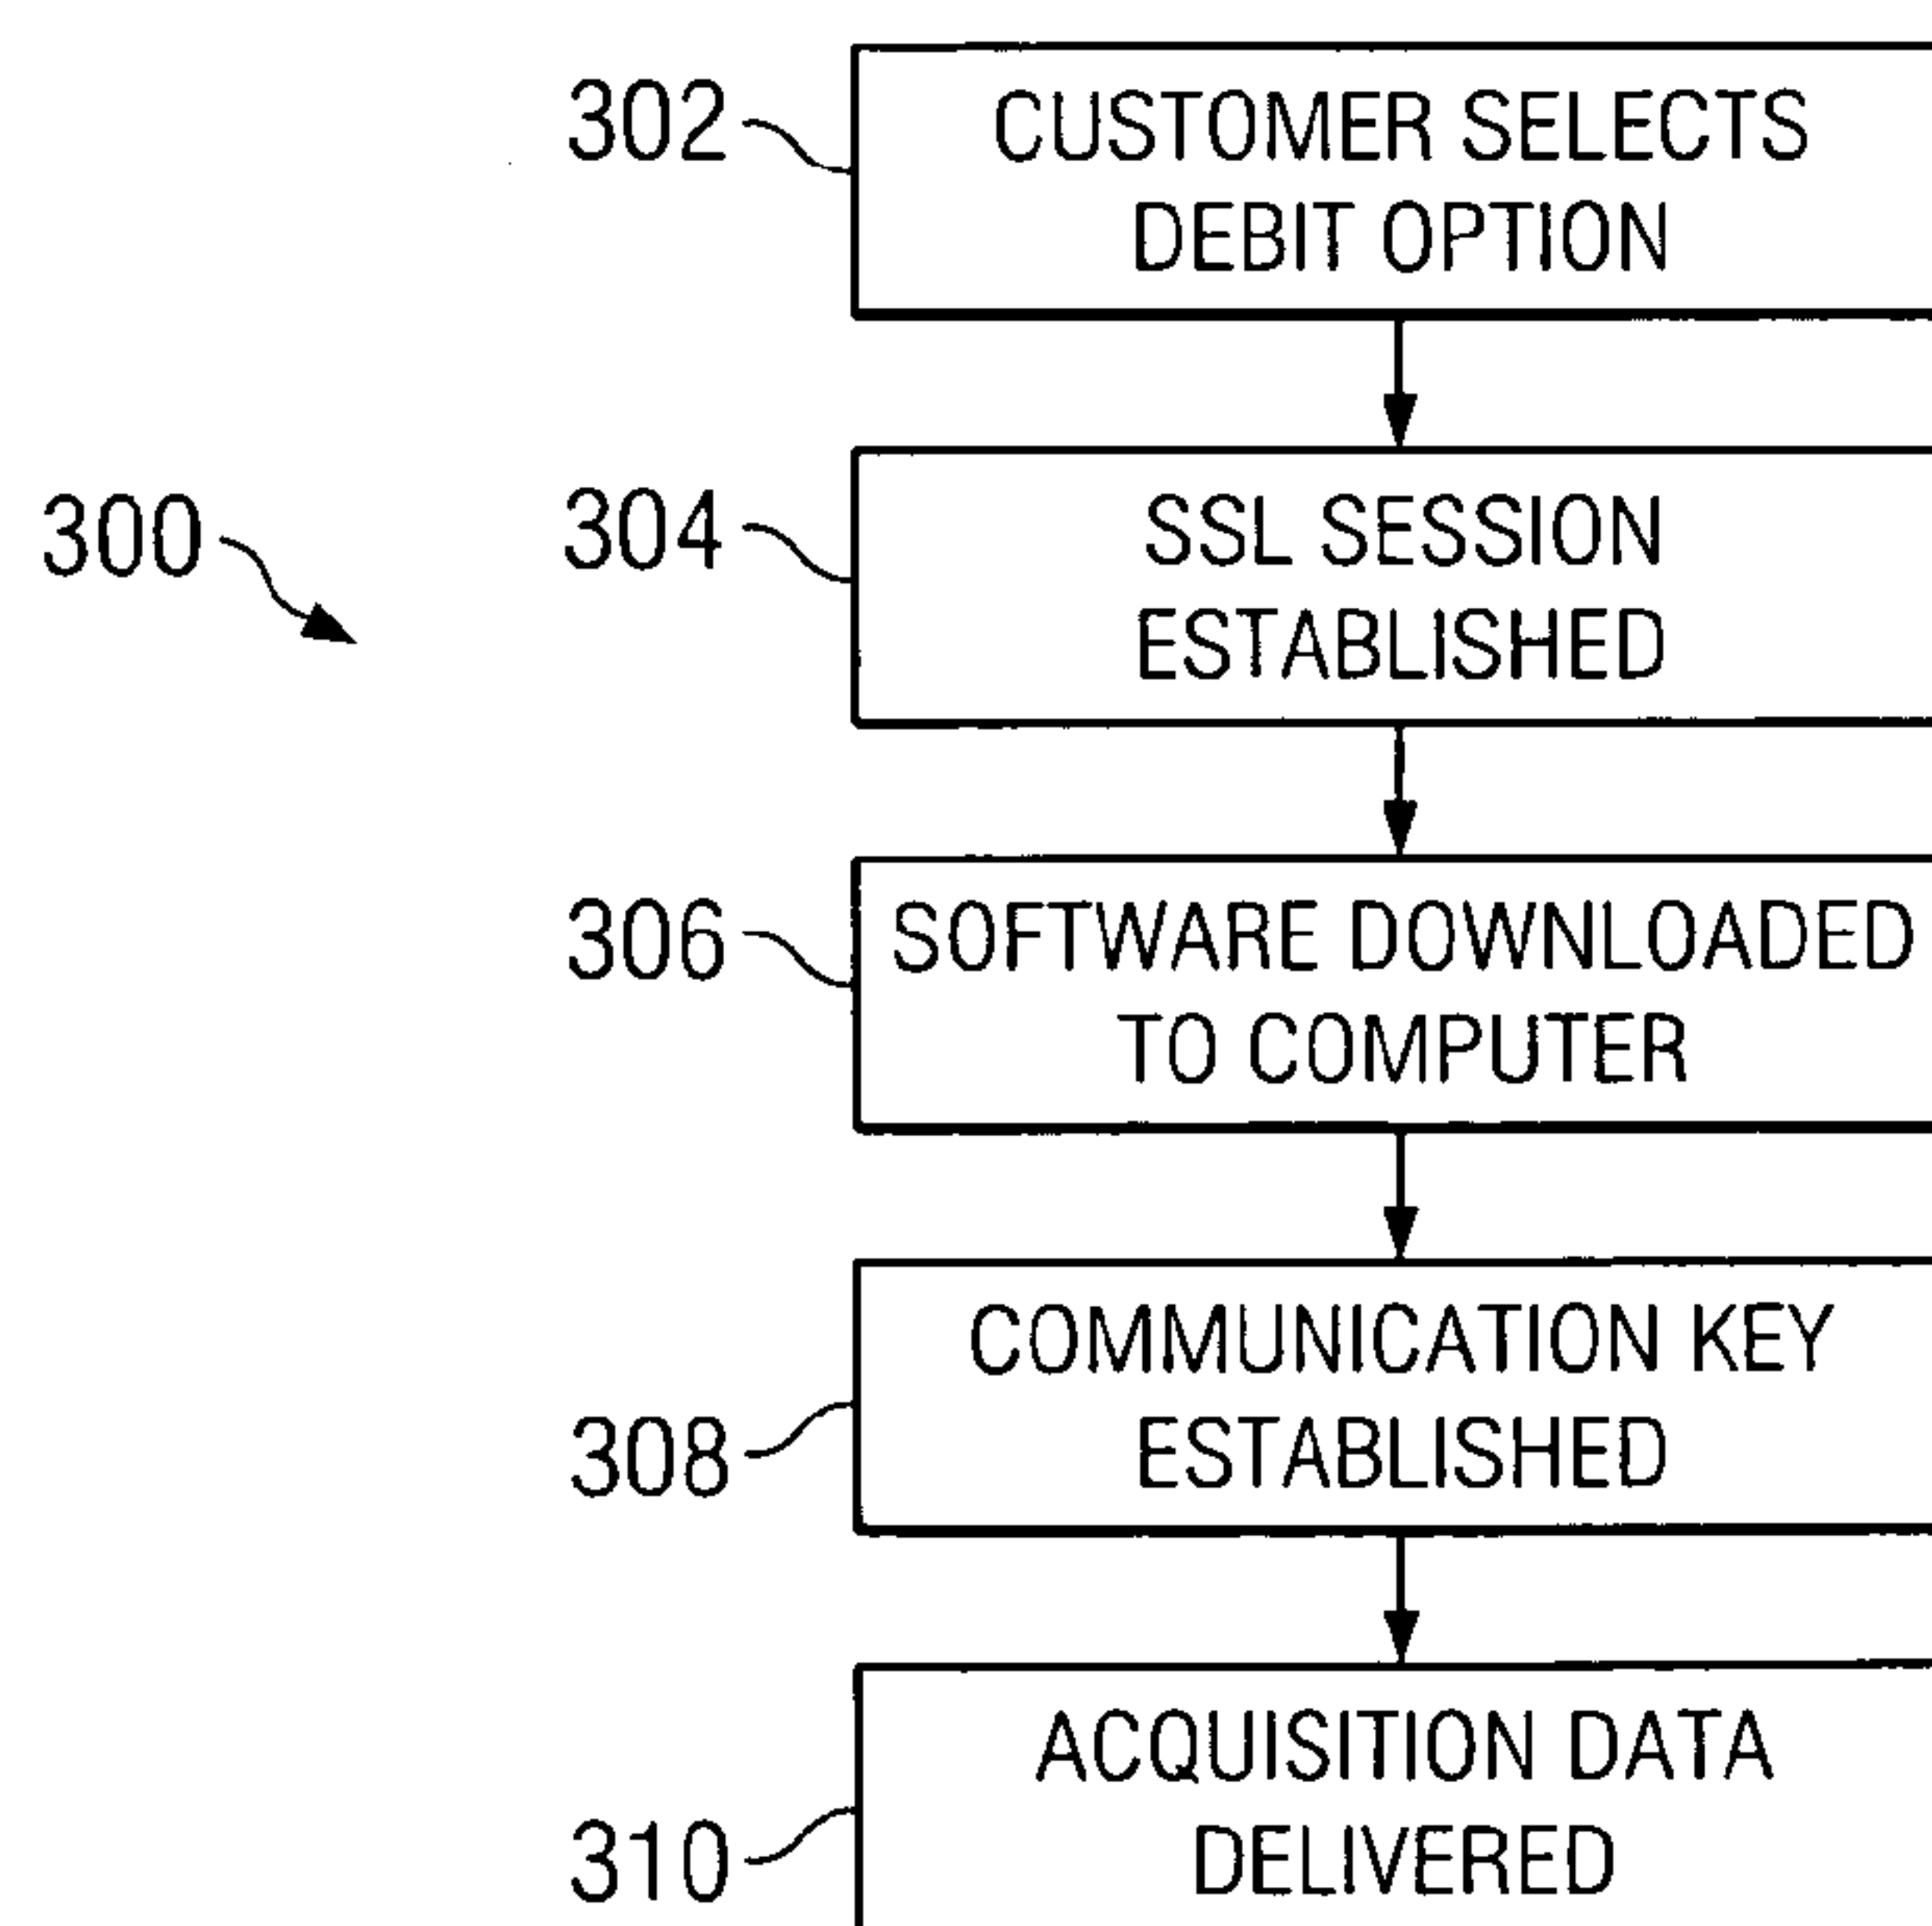 302
CUSTOMER SELECTS
DEBIT OPTION
300
304
SSL SESSION
ESTABLISHED
306
SOFTWARE DOWNLOADED
TO COMPUTER
COMMUNICATION KEY
308
ESTABLISHED
ACQUISITION DATA
310
DELIVERED